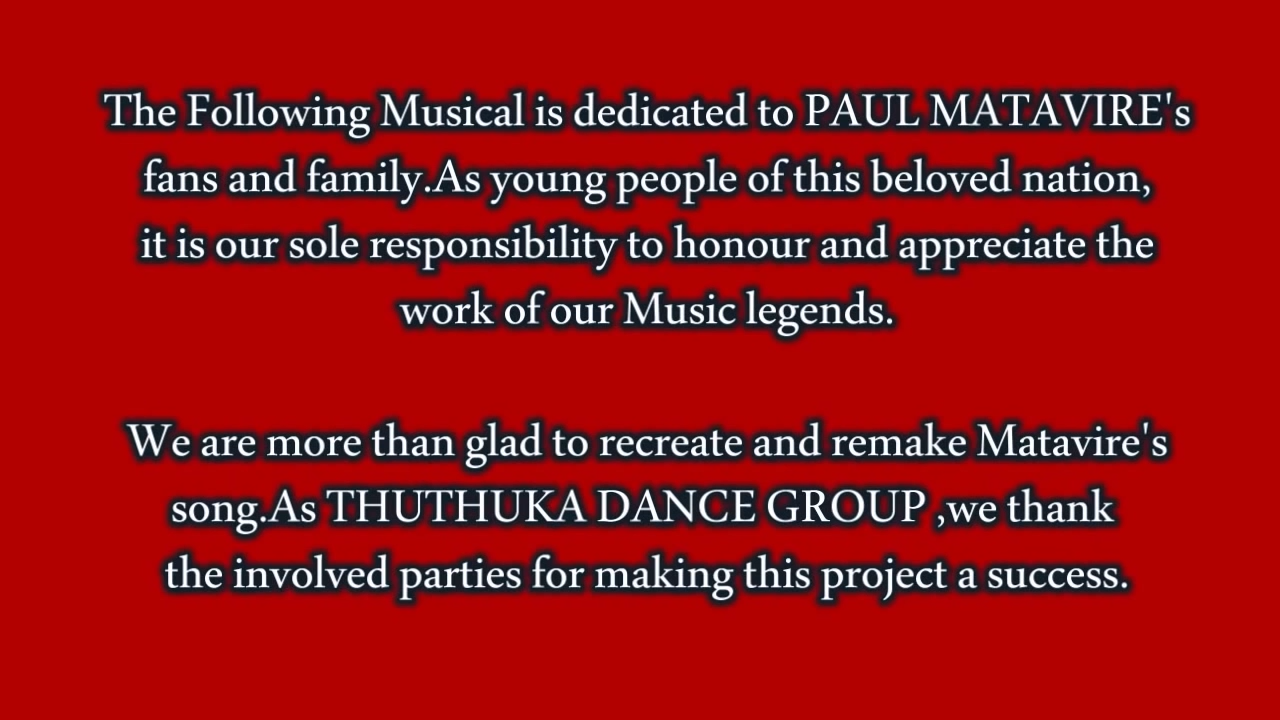 The Following Musical is dedicated to PAUL MATAVIRE's
fans and family.As young people of this beloved nation,
it is our sole responsibility to honour and appreciate the
work of our Music legends.
We are more than glad to recreate and remake Matavire's
song.As THUTHUKA DANCE GROUP ,we thank
the involved parties for making this project a success.